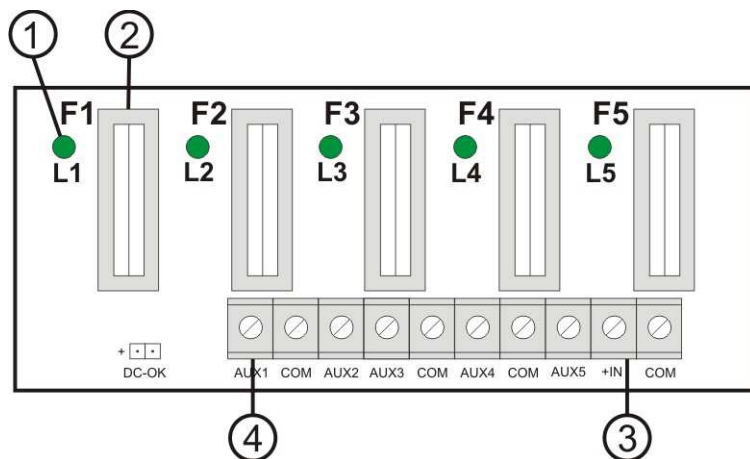 1 2
F1 F2 F3 F4 F5
L1 L2 L3 L4 L5
+
DC-OK AUX1 COM AUX2 AUX3 COM AUX4 COM AUX5 +IN COM
4 3